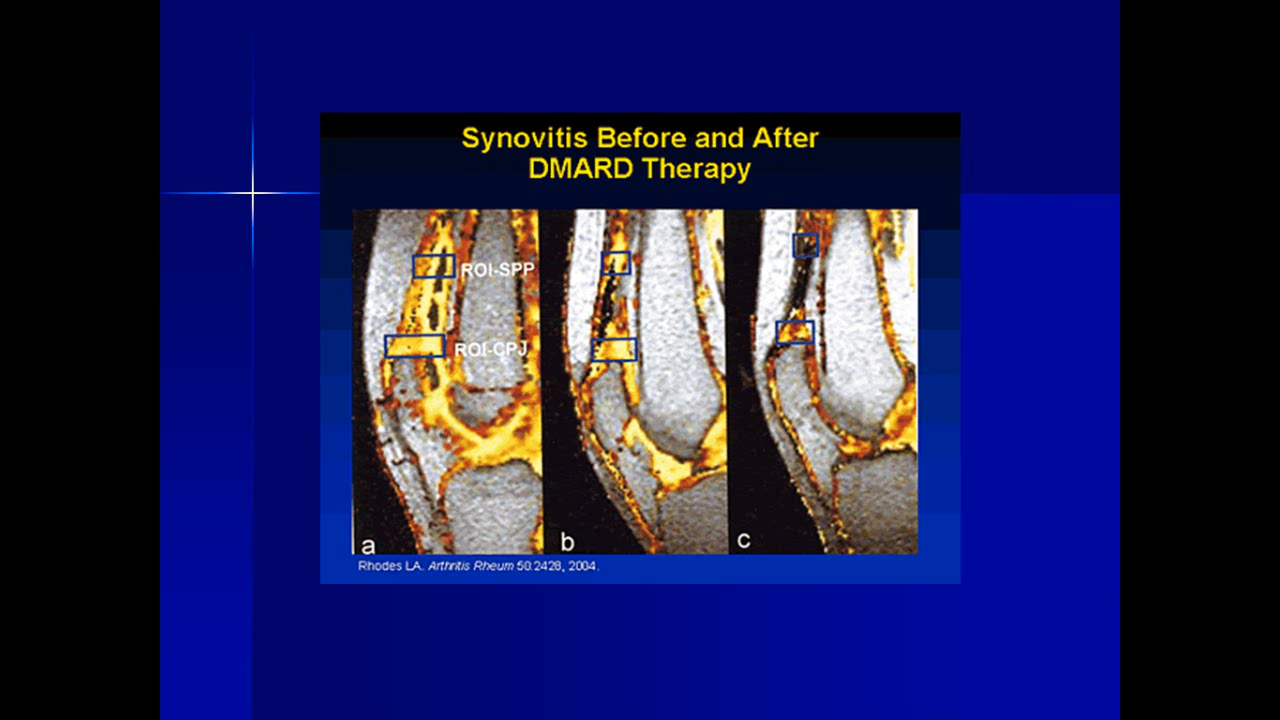 Synovitis Before and After
DMARD Therapy
ROI-SPP
ROI-CPJ
a
b
c
Rhodes LA. Arthritis Rheum 50:2428, 2004.